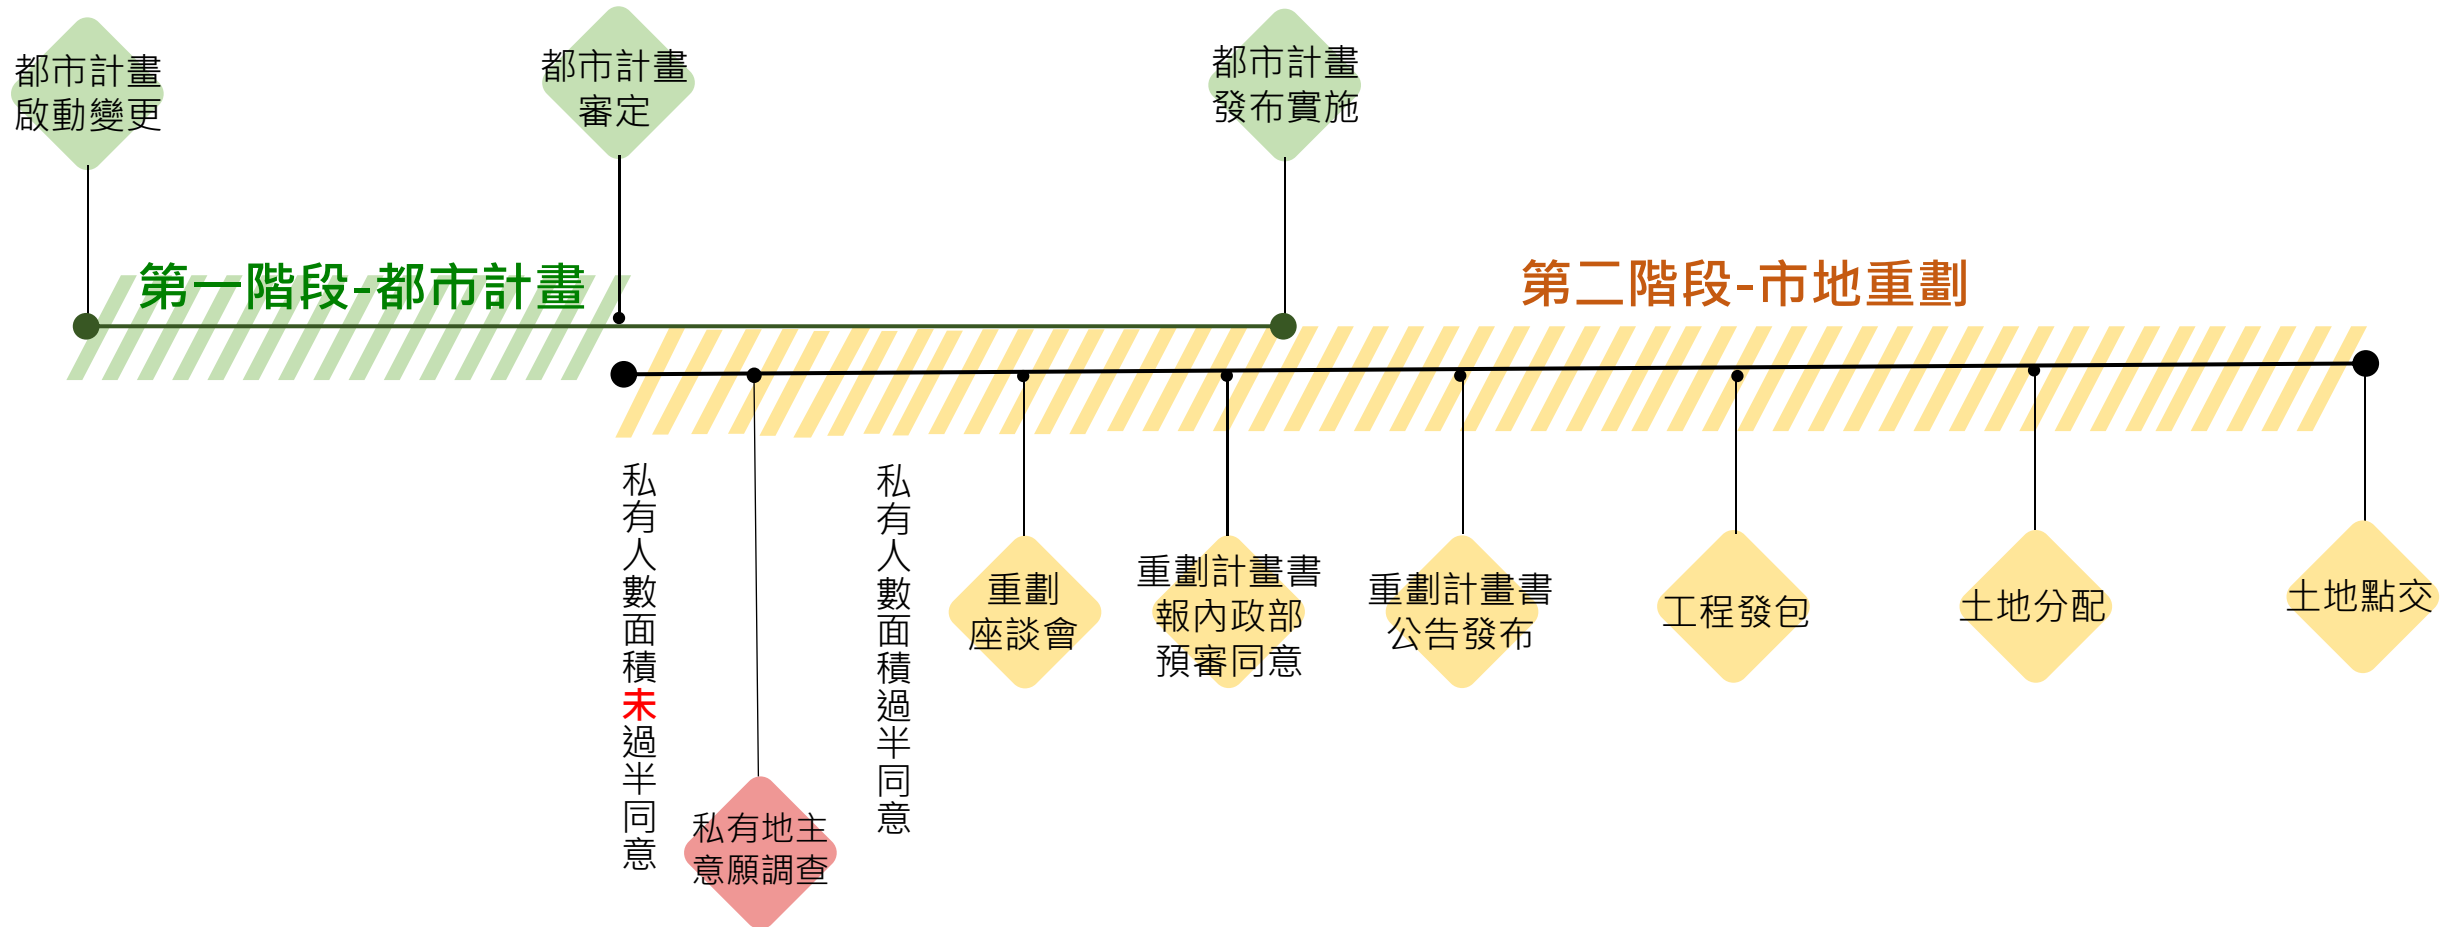 都市計畫
啟動變更
都市計畫
審定
都市計畫
發布實施
第一階段-都市計畫
第二階段-市地重劃
私有人數面積未過半同意
私有地主
意願調查
私有人數面積過半同意
重劃
座談會
重劃計畫書
報內政部
預審同意
重劃計畫書
公告發布
工程發包
土地分配
土地點交